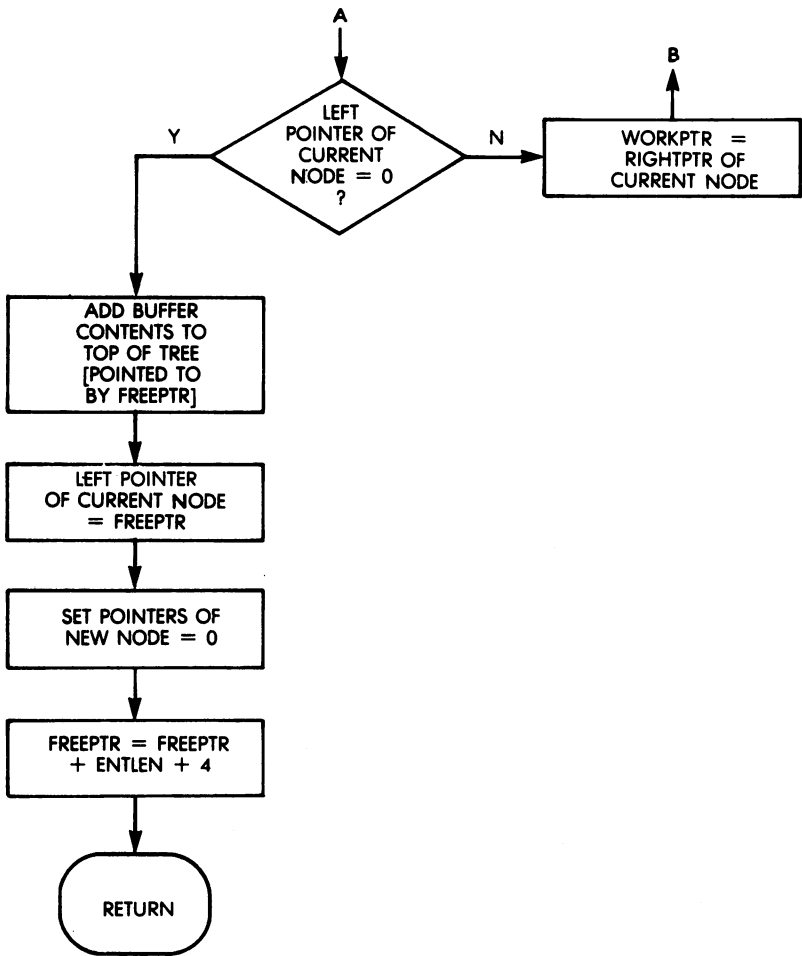 A
LEFT
POINTER OF
CURRENT
NODE = 0
?
Y
N
B
WORKPTR =
RIGHTPTR OF
CURRENT NODE
ADD BUFFER
CONTENTS TO
TOP OF TREE
[POINTED TO
BY FREEPTR]
LEFT POINTER
OF CURRENT NODE
= FREEPTR
SET POINTERS OF
NEW NODE = 0
FREEPTR = FREEPTR
+ ENTLEN + 4
RETURN